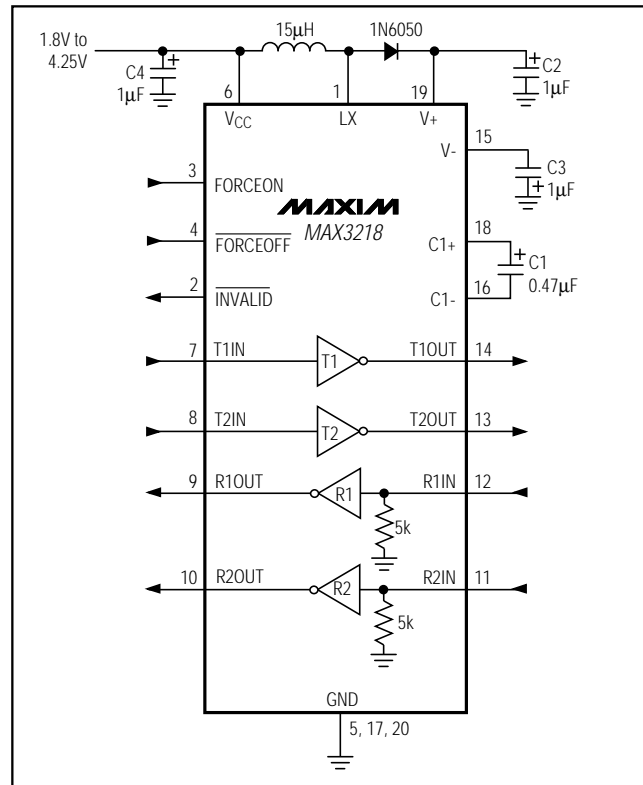 1.8V to
4.25V
15μH
1N6050
C4
+
1μF
6
1
19
+
C2
1μF
VCC
LX
V+
V-
15
C3
+
1μF
3
FORCEON
MAXIM
MAX3218
4
FORCEOFF
C1+
18
+
C1
0.47μF
2
INVALID
C1-
16
7
T1IN
T1
T1OUT
14
8
T2IN
T2
T2OUT
13
9
R1OUT
R1
R1IN
12
5k
10
R2OUT
R2
R2IN
11
5k
GND
5, 17, 20